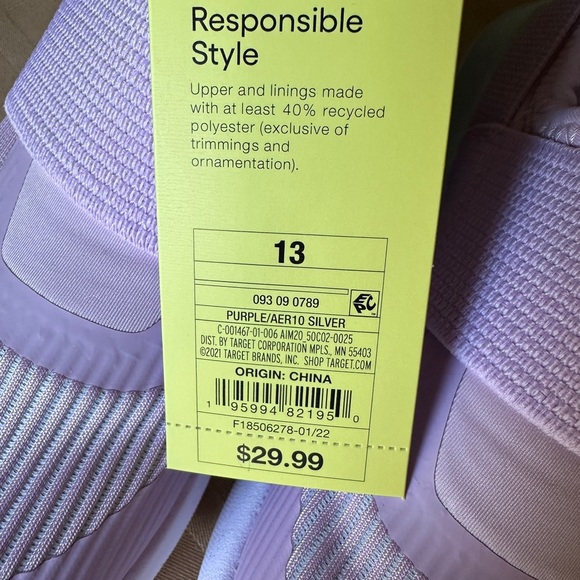 Responsible
Style
Upper and linings made
with at least 40% recycled
polyester (exclusive of
trimmings and
ornamentation).
13
093 09 0789
EPC
PURPLE/AER10 SILVER
C-001467-01-006 AIM20_50C02-0025
DIST. BY TARGET CORPORATION MPLS., MN 55403
©2021 TARGET BRANDS, INC. SHOP TARGET.COM
ORIGIN: CHINA
1 95994 82195 0
F18506278-01/22
$29.99